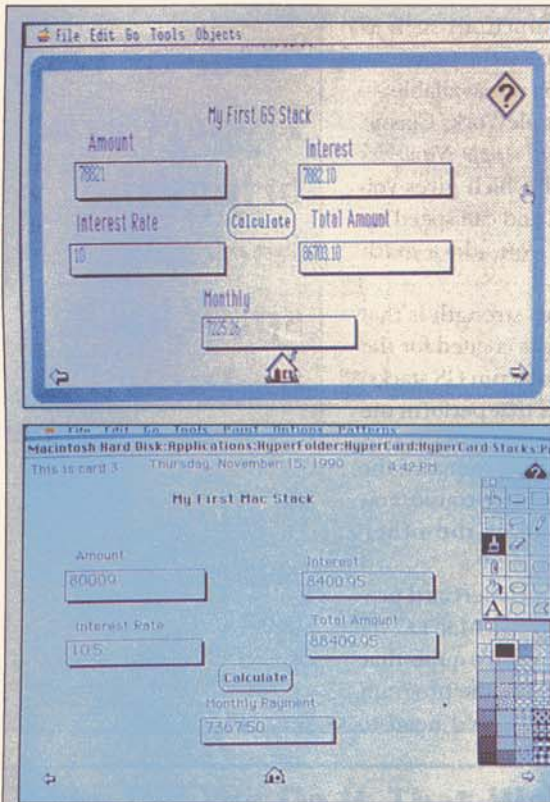 File Edit Go Tools Objects
My First GS Stack
Amount
Interest
78821
7882.10
Interest Rate
Calculate
Total Amount
10
86703.10
Monthly
7225.26
File Edit Go Tools Paint Options Patterns
Macintosh Hard Disk:Applications:HyperFolder:HyperCard:HyperCard Stacks:
This is card 3
Thursday, November 15, 1990
4:42 PM
My First Mac Stack
Amount
Interest
80009
8400.95
Interest Rate
Total Amount
10.5
88409.95
Calculate
Monthly Payment
7367.50